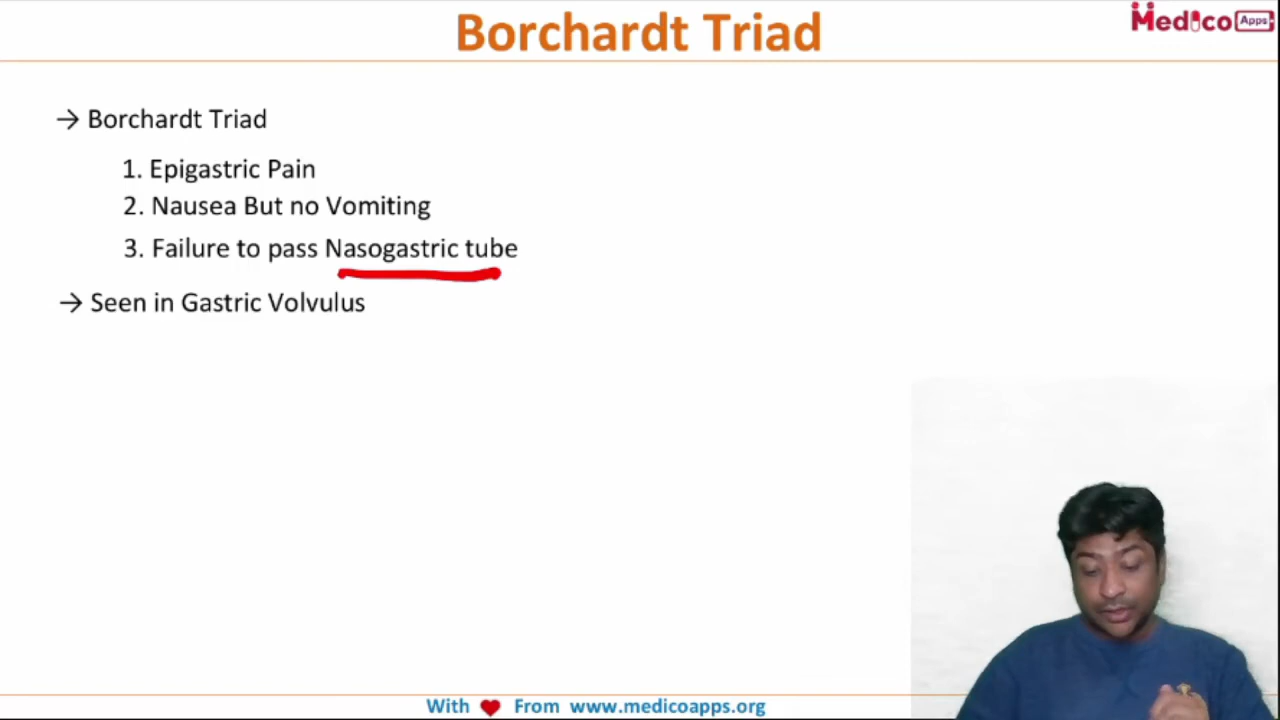 Borchardt Triad
Medico Apps
→ Borchardt Triad
1. Epigastric Pain
2. Nausea But no Vomiting
3. Failure to pass Nasogastric tube
→ Seen in Gastric Volvulus
With ❤ From www.medicoapps.org